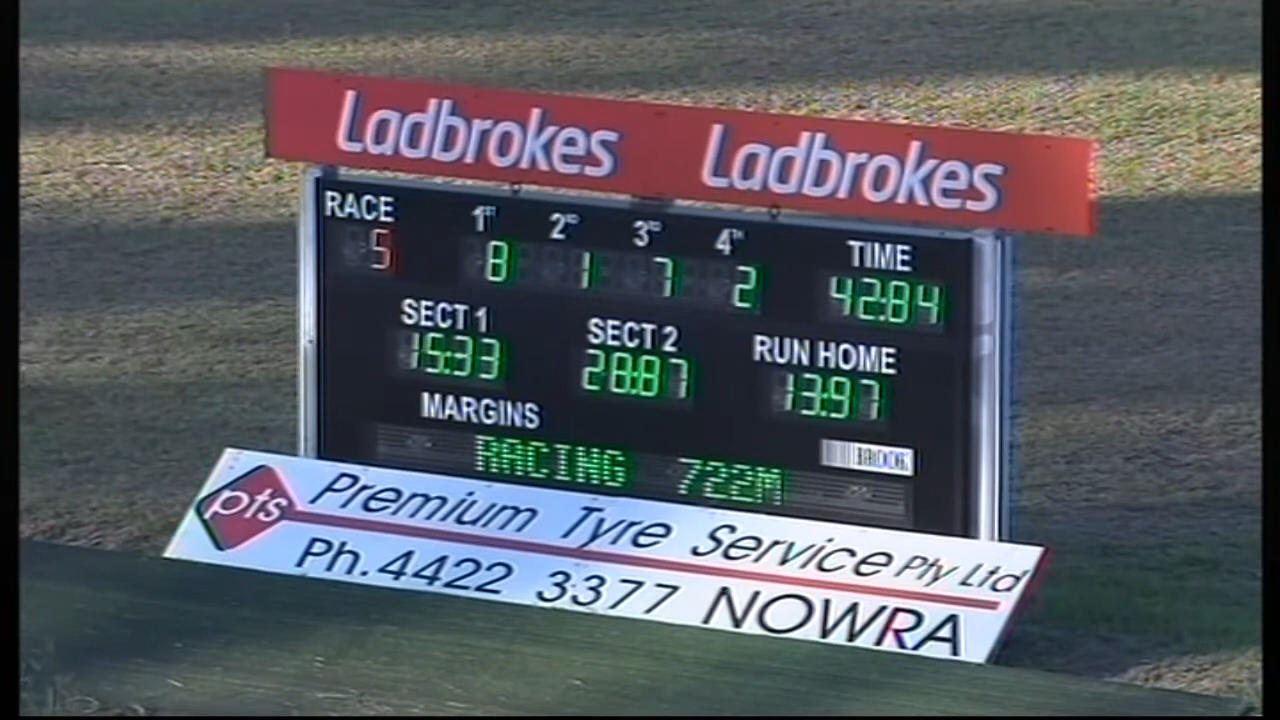 Ladbrokes Ladbrokes
RACE 1ST 2ND 3RD 4TH TIME
5 8 1 7 2 42:84
SECT 1 SECT 2 RUN HOME
15:33 28:87 13:97
MARGINS
RACING 722M
pts Premium Tyre Service Pty Ltd
Ph.4422 3377 NOWRA